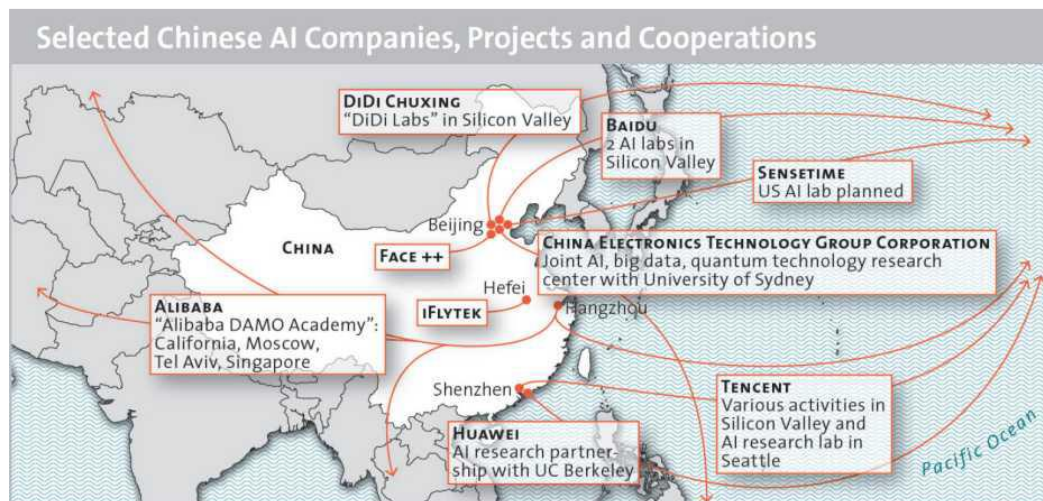 Selected Chinese AI Companies, Projects and Cooperations
DiDi Chuxing
“DiDi Labs” in Silicon Valley
Baidu
2 AI labs in
Silicon Valley
Sensetime
US AI lab planned
Beijing
China
Face ++
China Electronics Technology Group Corporation
Joint AI, big data, quantum technology research
center with University of Sydney
Hefei
iFlytek
Hangzhou
Alibaba
“Alibaba DAMO Academy”:
California, Moscow,
Tel Aviv, Singapore
Shenzhen
Tencent
Various activities in
Silicon Valley and
AI research lab in
Seattle
Huawei
AI research partner-
ship with UC Berkeley
Pacific Ocean